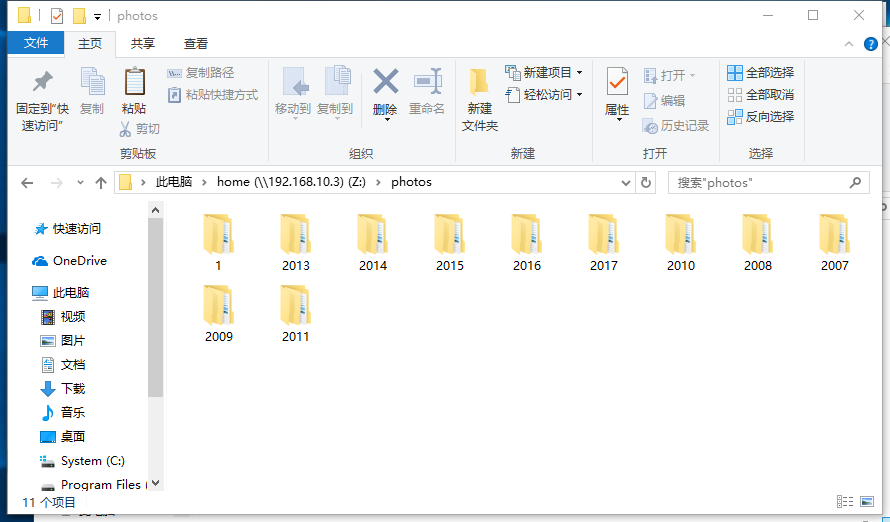 photos
文件 主页 共享 查看
固定到"快速访问"
复制
粘贴
复制路径
粘贴快捷方式
剪切
剪贴板
移动到
复制到
删除
重命名
组织
新建文件夹
新建项目
轻松访问
新建
属性
打开
编辑
历史记录
打开
全部选择
全部取消
反向选择
选择
此电脑 › home (\\192.168.10.3) (Z:) › photos
搜索"photos"
快速访问
OneDrive
此电脑
视频
图片
文档
下载
音乐
桌面
System (C:)
Program Files (
1 2013 2014 2015 2016 2017 2010 2008 2007
2009 2011
11 个项目